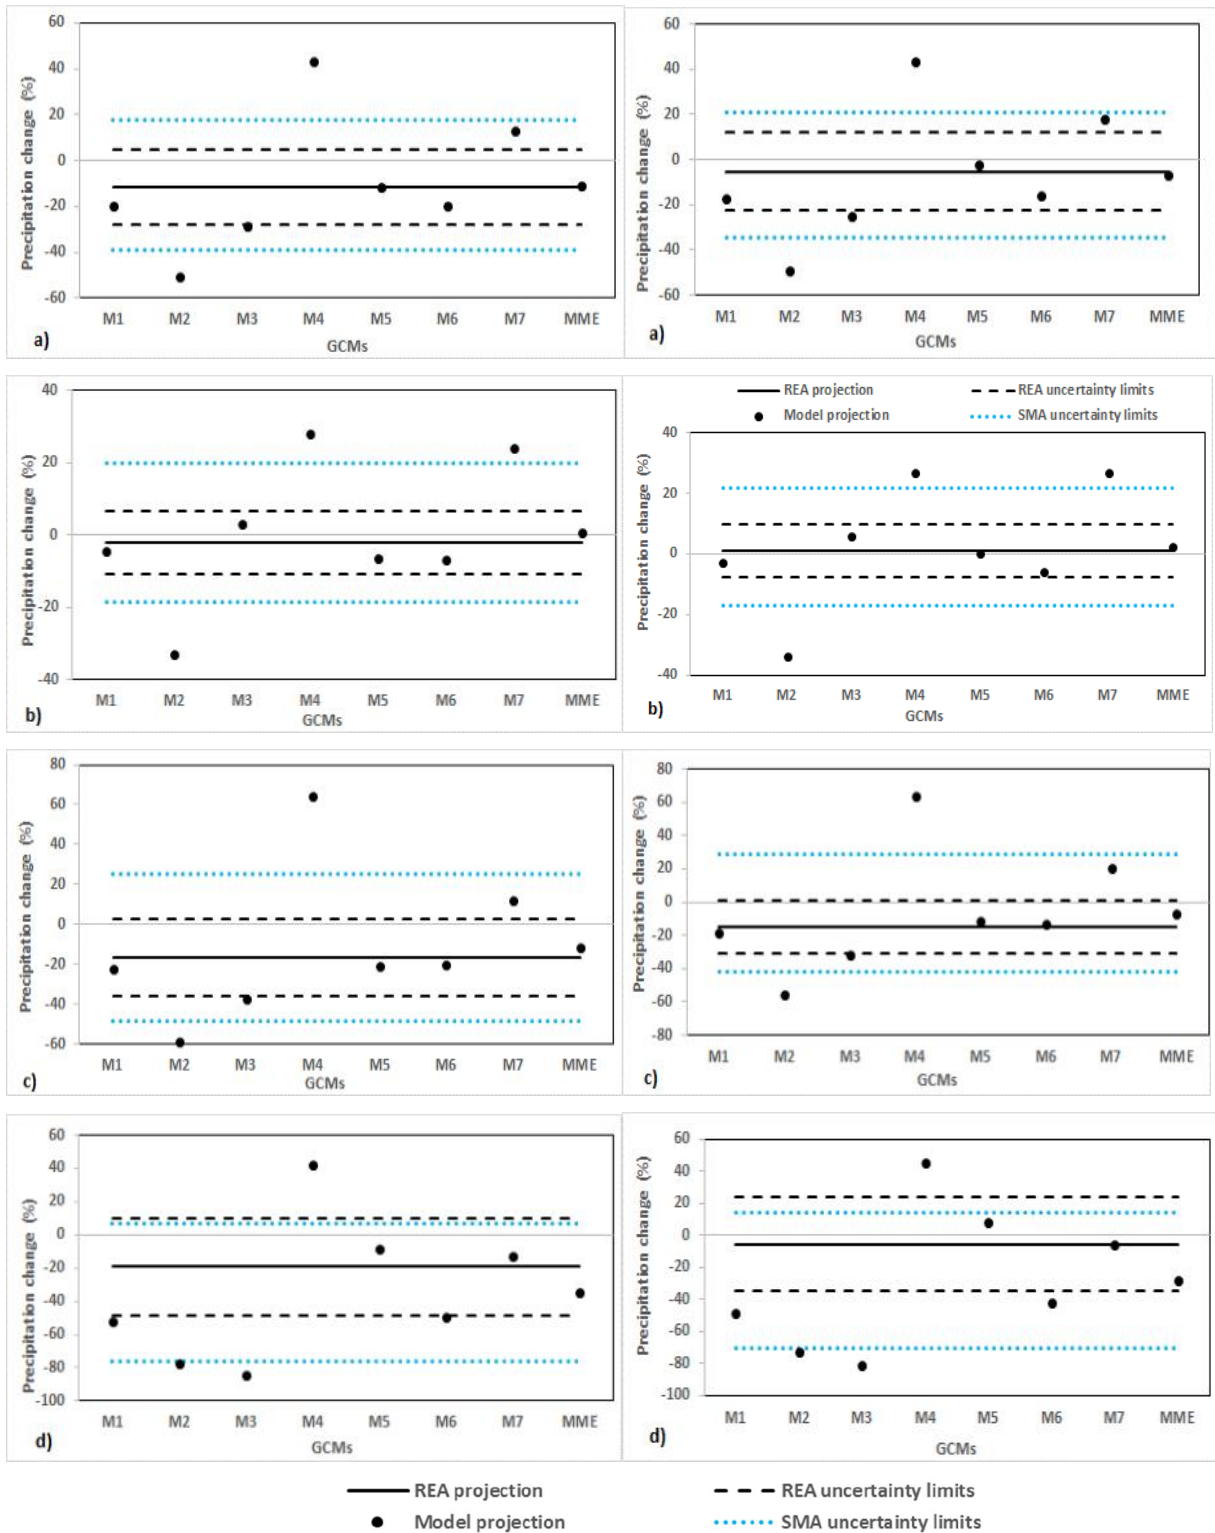 60
40
20
0
-20
-40
-60
Precipitation change (%)
M1 M2 M3 M4 M5 M6 M7 MME
GCMs
a)
60
40
20
0
-20
-40
-60
Precipitation change (%)
M1 M2 M3 M4 M5 M6 M7 MME
GCMs
a)
40
20
0
-20
-40
Precipitation change (%)
M1 M2 M3 M4 M5 M6 M7 MME
GCMs
b)
REA projection REA uncertainty limits
Model projection SMA uncertainty limits
40
20
0
-20
-40
Precipitation change (%)
M1 M2 M3 M4 M5 M6 M7 MME
GCMs
b)
80
60
40
20
0
-20
-40
-60
Precipitation change (%)
M1 M2 M3 M4 M5 M6 M7 MME
GCMs
c)
80
60
40
20
0
-20
-40
-60
-80
Precipitation change (%)
M1 M2 M3 M4 M5 M6 M7 MME
GCMs
c)
60
40
20
0
-20
-40
-60
-80
-100
Precipitation change (%)
M1 M2 M3 M4 M5 M6 M7 MME
GCMs
d)
60
40
20
0
-20
-40
-60
-80
-100
Precipitation change (%)
M1 M2 M3 M4 M5 M6 M7 MME
GCMs
d)
REA projection REA uncertainty limits
Model projection SMA uncertainty limits